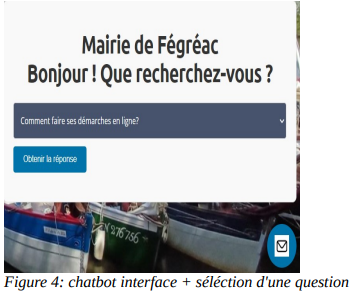 Mairie de Fégréac
Bonjour ! Que recherchez-vous ?
Comment faire ses démarches en ligne?
Obtenir la réponse
Figure 4: chatbot interface + séléction d'une question